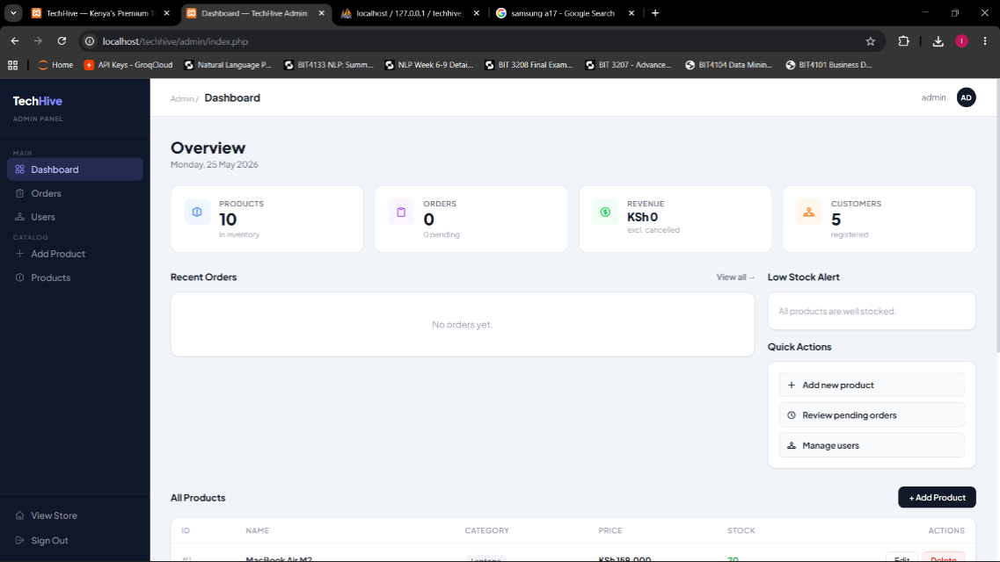 TechHive — Kenya's Premium T
Dashboard — TechHive Admin
localhost / 127.0.0.1 / techhive_
samsung a17 - Google Search
localhost/techhive/admin/index.php
Home
API Keys - GroqCloud
Natural Language P...
BIT4133 NLP: Summ...
NLP Week 6-9 Detai...
BIT 3208 Final Exam...
BIT 3207 - Advance...
BIT4104 Data Minin...
BIT4101 Business D...
TechHive
ADMIN PANEL
MAIN
Dashboard
Orders
Users
CATALOG
Add Product
Products
View Store
Sign Out
Admin / Dashboard
admin
AD
Overview
Monday, 25 May 2026
PRODUCTS
10
in inventory
ORDERS
0
0 pending
REVENUE
KSh 0
excl. cancelled
CUSTOMERS
5
registered
Recent Orders
View all →
No orders yet.
Low Stock Alert
All products are well stocked.
Quick Actions
Add new product
Review pending orders
Manage users
All Products
+ Add Product
ID NAME CATEGORY PRICE STOCK ACTIONS
#1 MacBook Air M2 Laptops KSh 158,000 20 Edit Delete